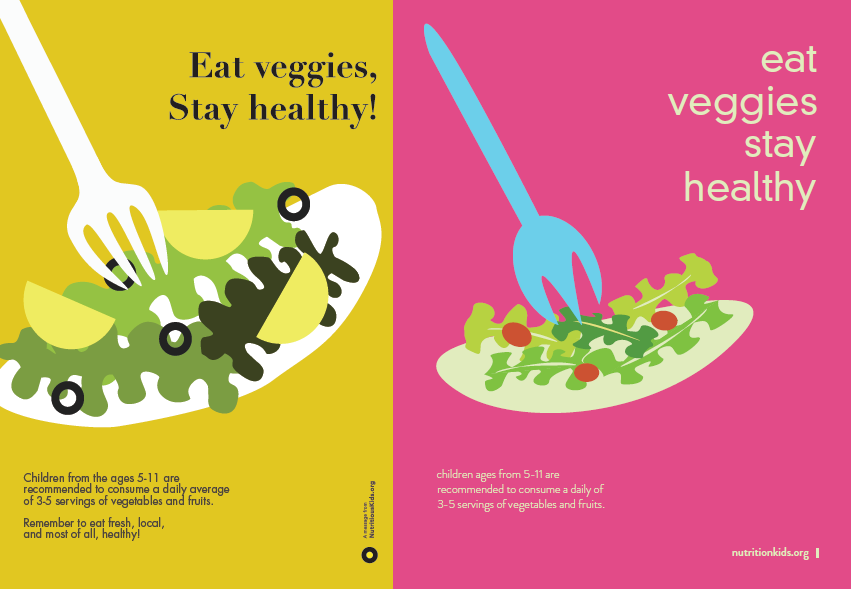 Eat veggies,
Stay healthy!
Children from the ages 5-11 are
recommended to consume a daily average
of 3-5 servings of vegetables and fruits.
Remember to eat fresh, local,
and most of all, healthy!
A message from
NutritiousKids.org
eat
veggies
stay
healthy
children ages from 5-11 are
recommended to consume a daily of
3-5 servings of vegetables and fruits.
nutritionkids.org